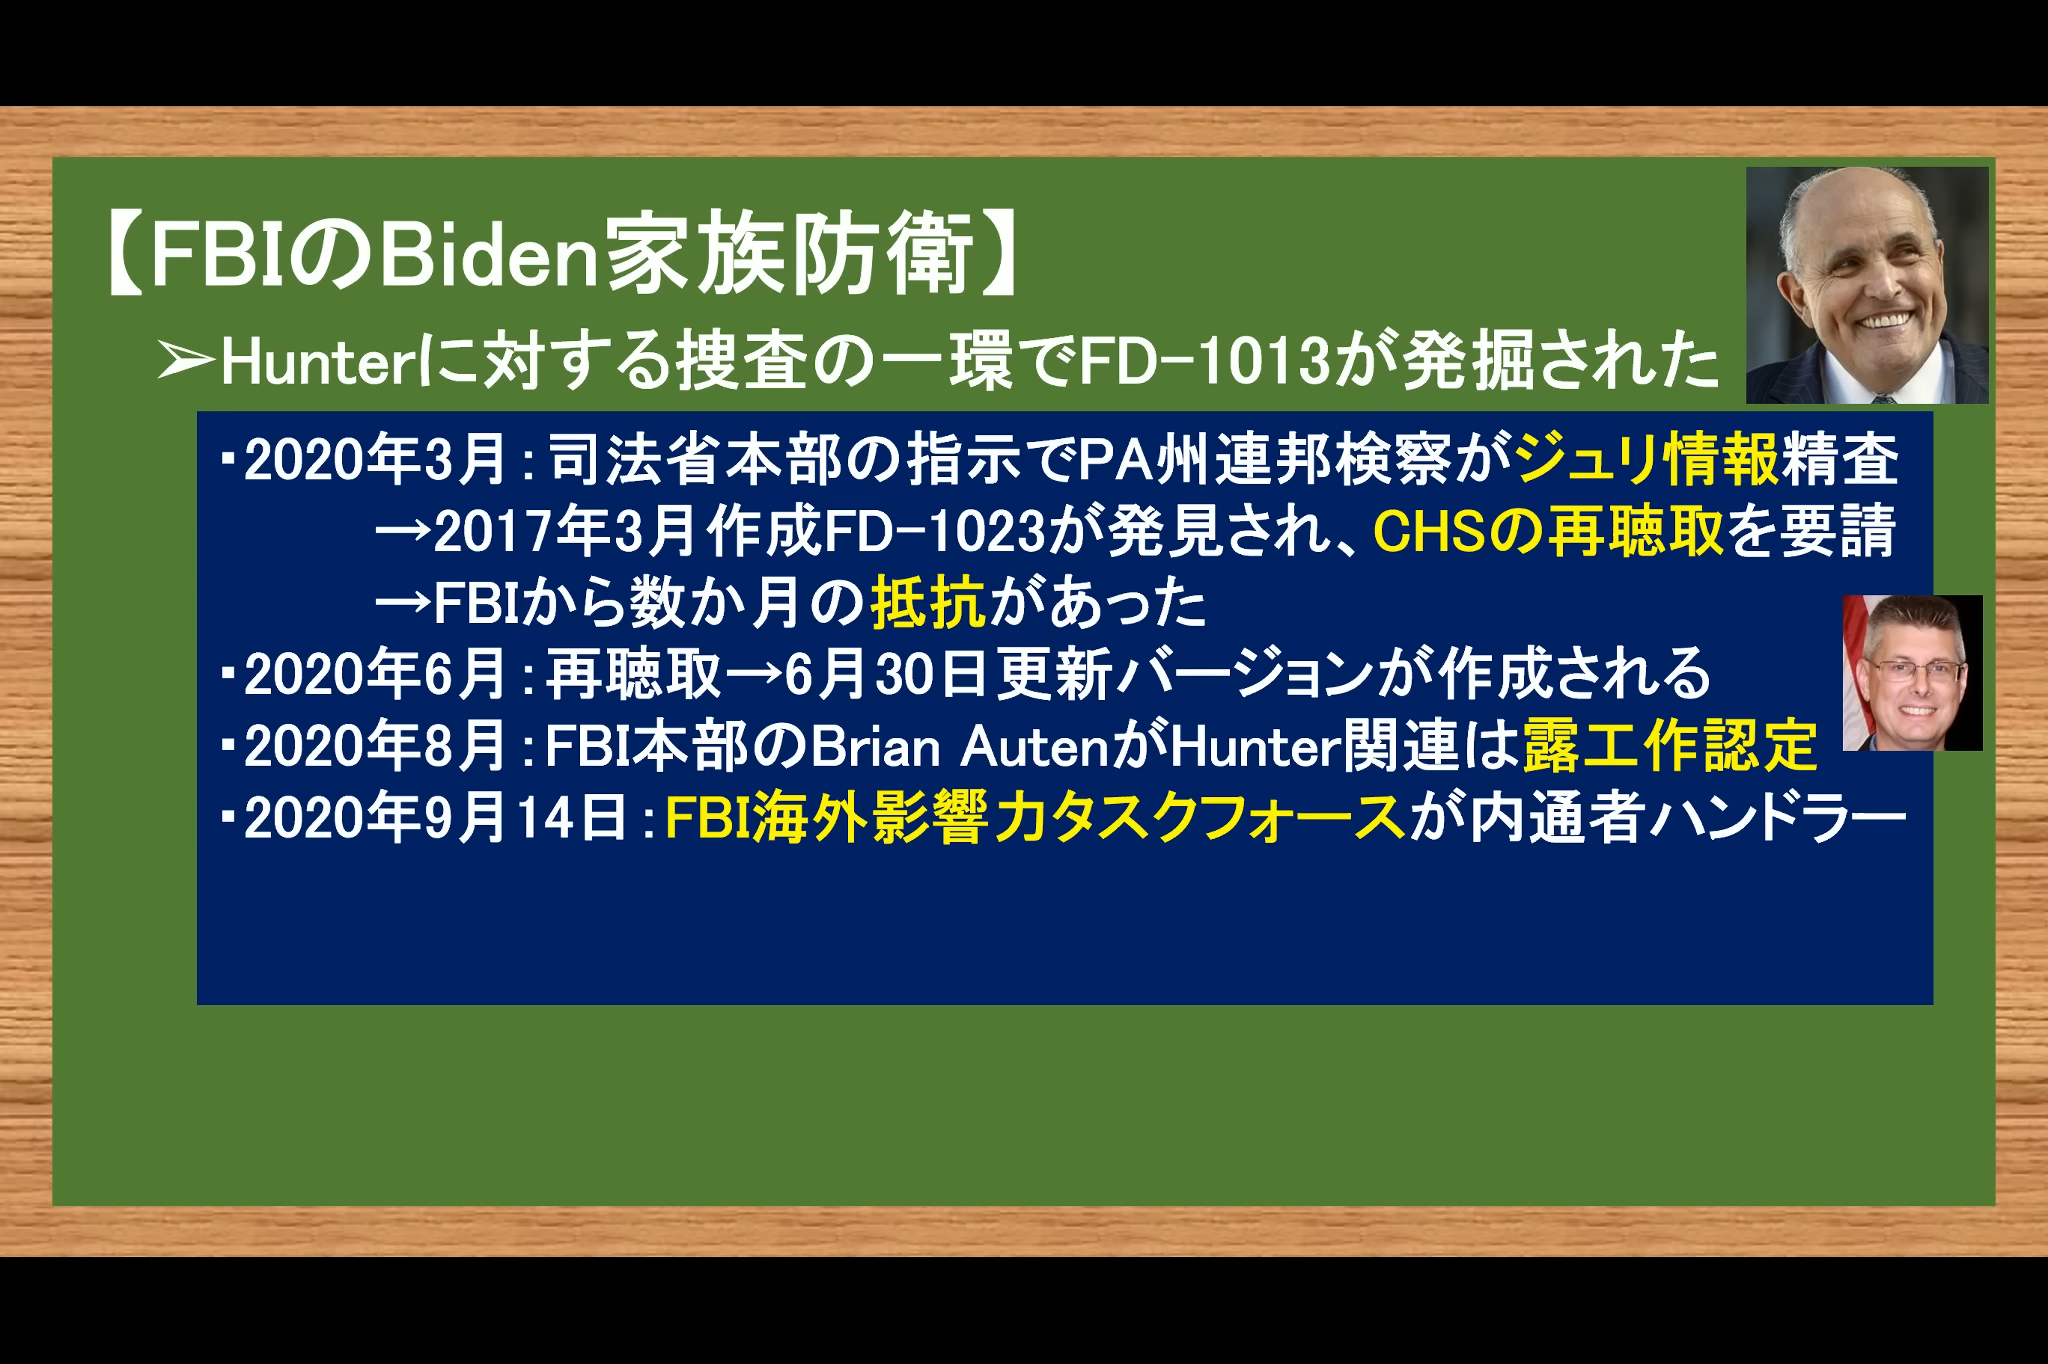 【FBIのBiden家族防衛】
➢Hunterに対する捜査の一環でFD-1013が発掘された
・2020年3月：司法省本部の指示でPA州連邦検察がジュリ情報精査
→2017年3月作成FD-1023が発見され、CHSの再聴取を要請
→FBIから数か月の抵抗があった
・2020年6月：再聴取→6月30日更新バージョンが作成される
・2020年8月：FBI本部のBrian AutenがHunter関連は露工作認定
・2020年9月14日：FBI海外影響力タスクフォースが内通者ハンドラー